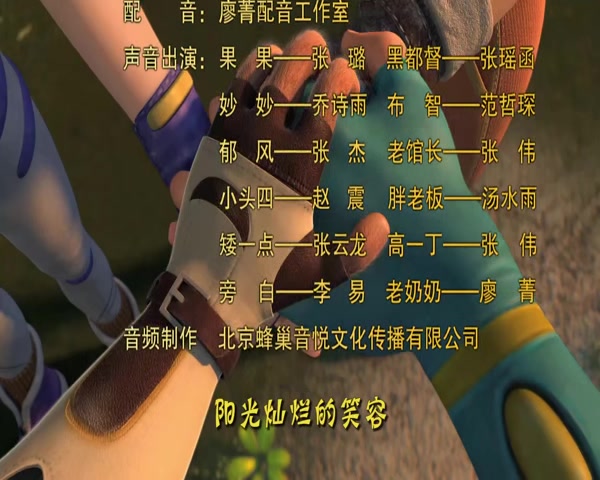 配 音：廖菁配音工作室
声音出演：果 果——张 璐 黑都督——张瑶函
妙 妙——乔诗雨 布 智——范哲琛
郁 风——张 杰 老馆长——张 伟
小头四——赵 震 胖老板——汤水雨
矮一点——张云龙 高一丁——张 伟
旁 白——李 易 老奶奶——廖 菁
音频制作 北京蜂巢音悦文化传播有限公司
阳光灿烂的笑容